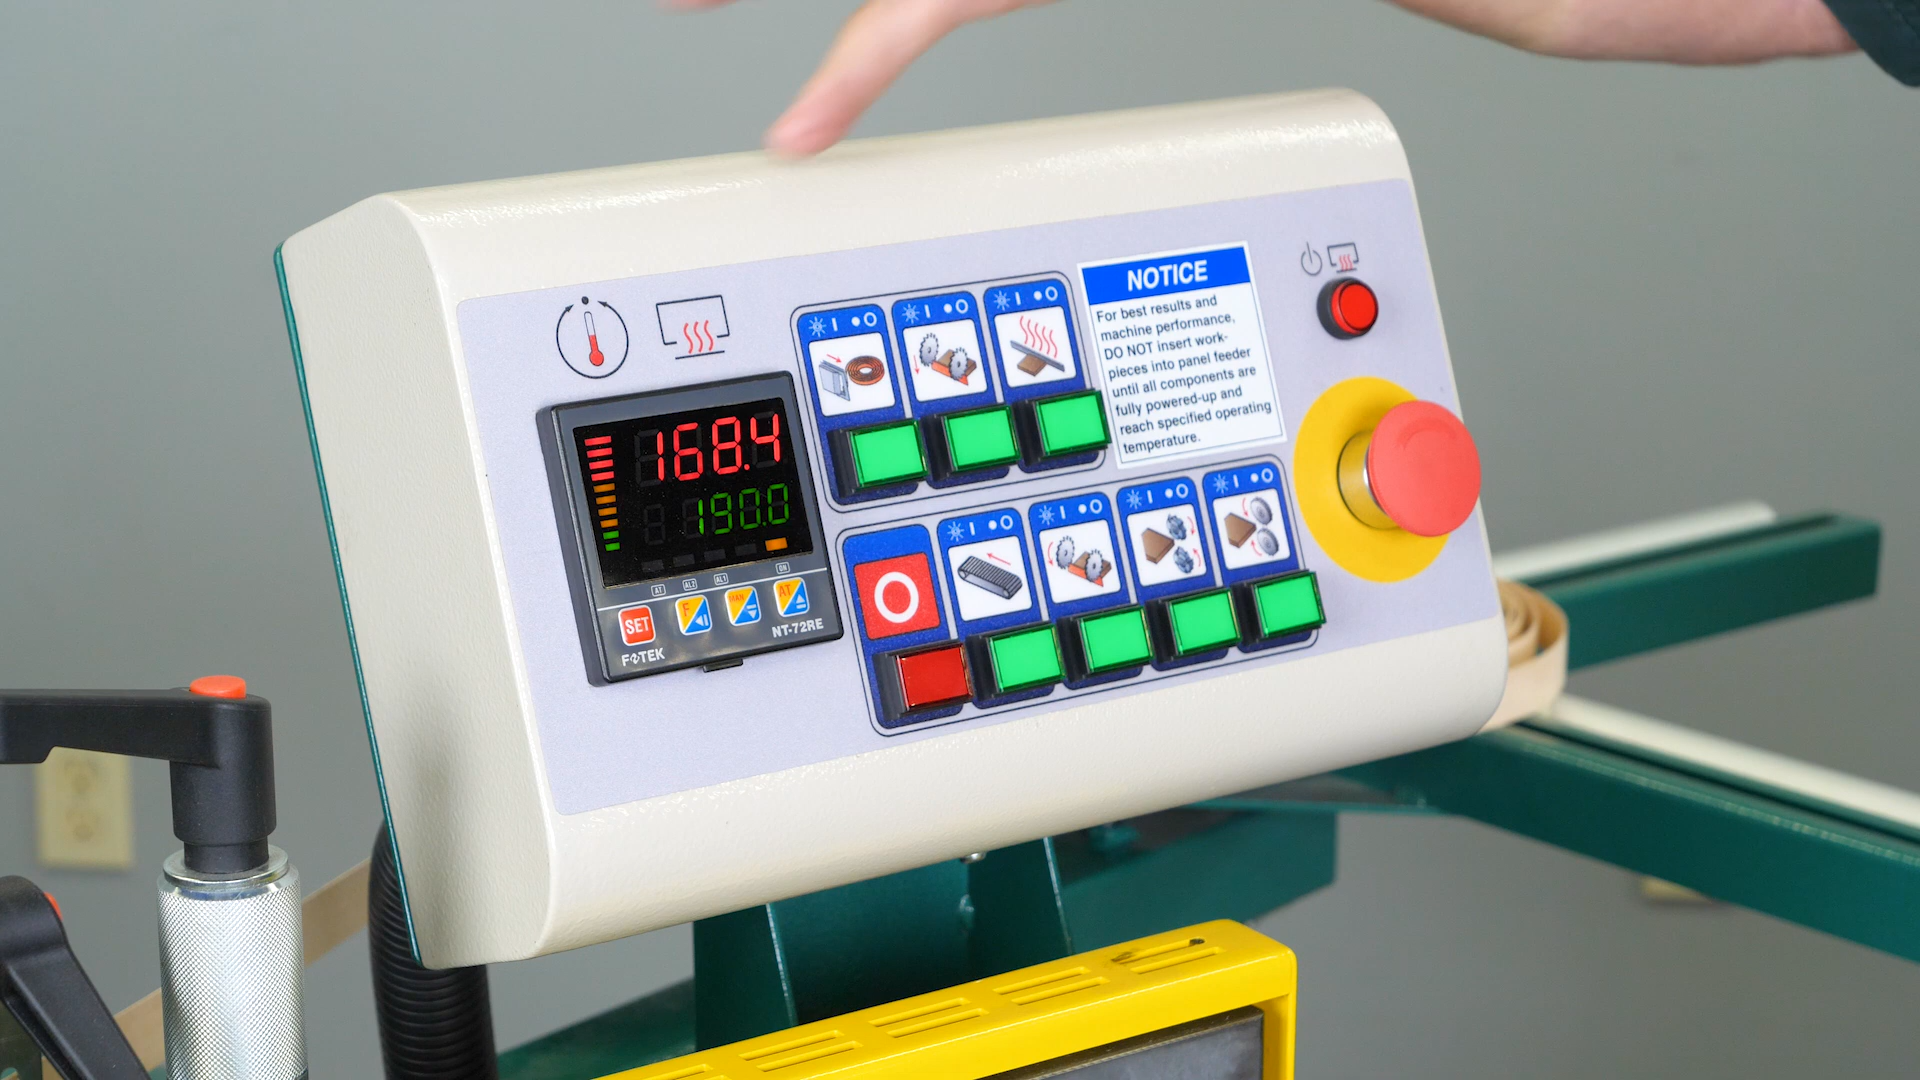 168.4
190.0
AT
AL2
AL1
SET
F
MAN
AT
FOTEK
NT-72RE
I O
I O
I O
NOTICE
For best results and
machine performance,
DO NOT insert work-
pieces into panel feeder
until all components are
fully powered-up and
reach specified operating
temperature.
O
I O
I O
I O
I O